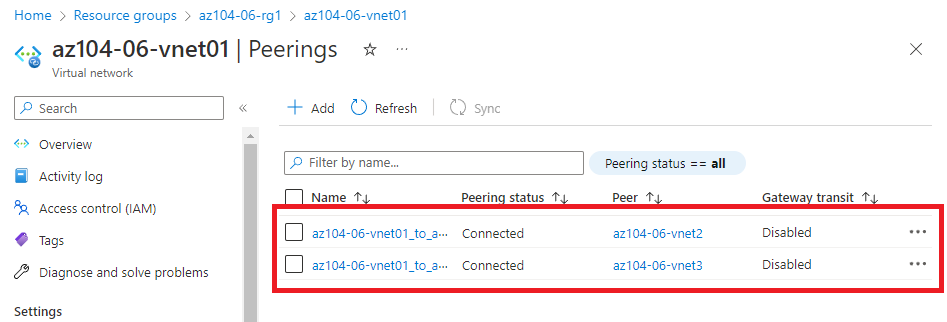 Home > Resource groups > az104-06-rg1 > az104-06-vnet01
az104-06-vnet01 | Peerings ☆ ···
Virtual network
Search
Overview
Activity log
Access control (IAM)
Tags
Diagnose and solve problems
Settings
+ Add Refresh | Sync
Filter by name... Peering status == all
Name ↑↓ Peering status ↑↓ Peer ↑↓ Gateway transit ↑↓
az104-06-vnet01_to_a··· Connected az104-06-vnet2 Disabled ···
az104-06-vnet01_to_a··· Connected az104-06-vnet3 Disabled ···